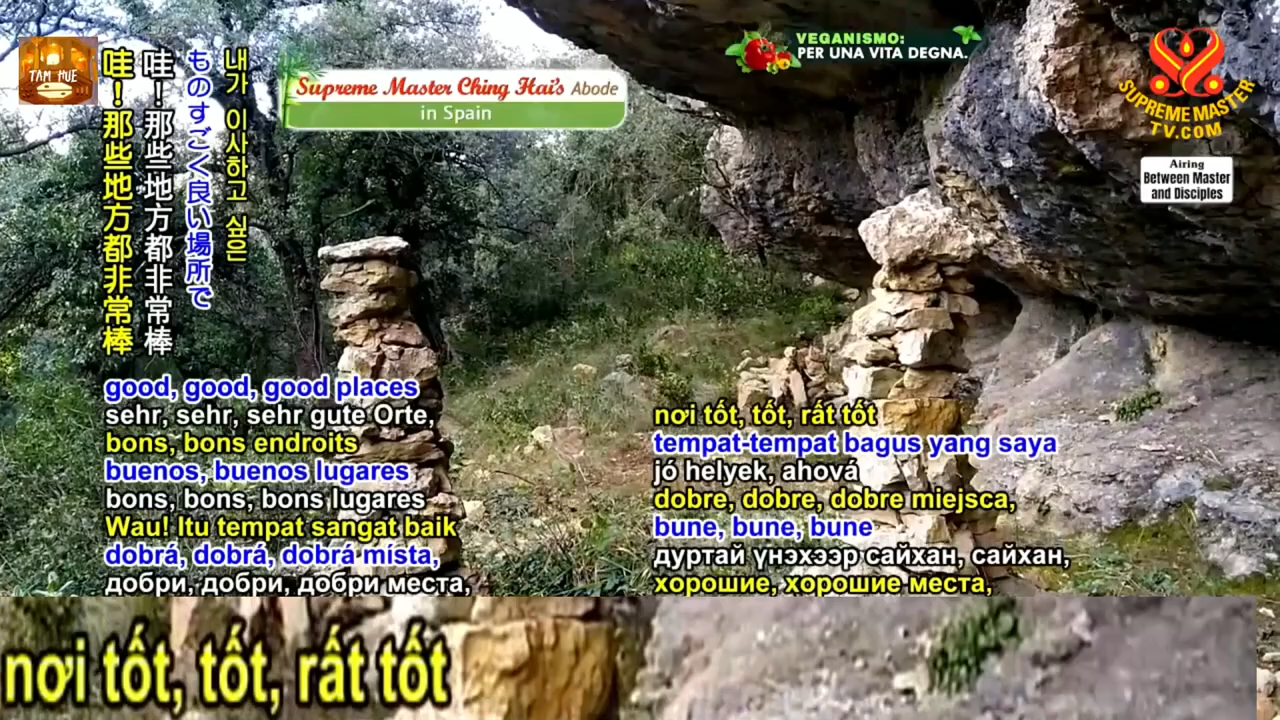 TAM HUE
哇！那些地方都非常棒
哇！那些地方都非常棒
ものすごく良い場所で
내가 이사하고 싶은
Supreme Master Ching Hai's Abode
in Spain
VEGANISMO:
PER UNA VITA DEGNA.
SUPREME MASTER
TV.COM
Airing
Between Master
and Disciples
good, good, good places
sehr, sehr, sehr gute Orte,
bons, bons endroits
buenos, buenos lugares
bons, bons, bons lugares
Wau! Itu tempat sangat baik
dobrá, dobrá, dobrá místa,
добри, добри, добри места,
nơi tốt, tốt, rất tốt
tempat-tempat bagus yang saya
jó helyek, ahová
dobre, dobre, dobre miejsca,
bune, bune, bune
дуртай үнэхээр сайхан, сайхан,
хорошие, хорошие места,
nơi tốt, tốt, rất tốt